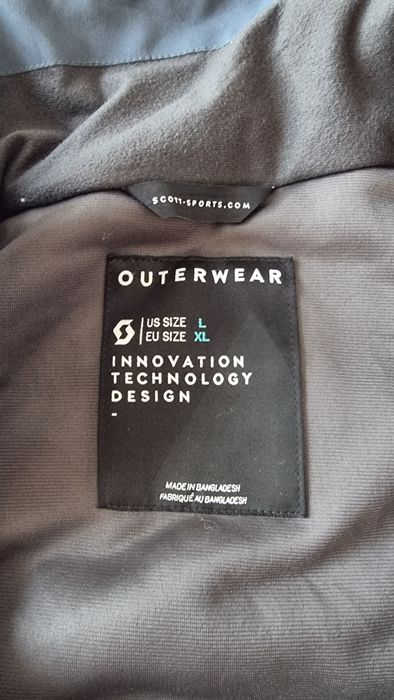 SCOTT-SPORTS.COM
OUTERWEAR
US SIZE L
EU SIZE XL
INNOVATION
TECHNOLOGY
DESIGN
-
MADE IN BANGLADESH
FABRIQUÉ AU BANGLADESH